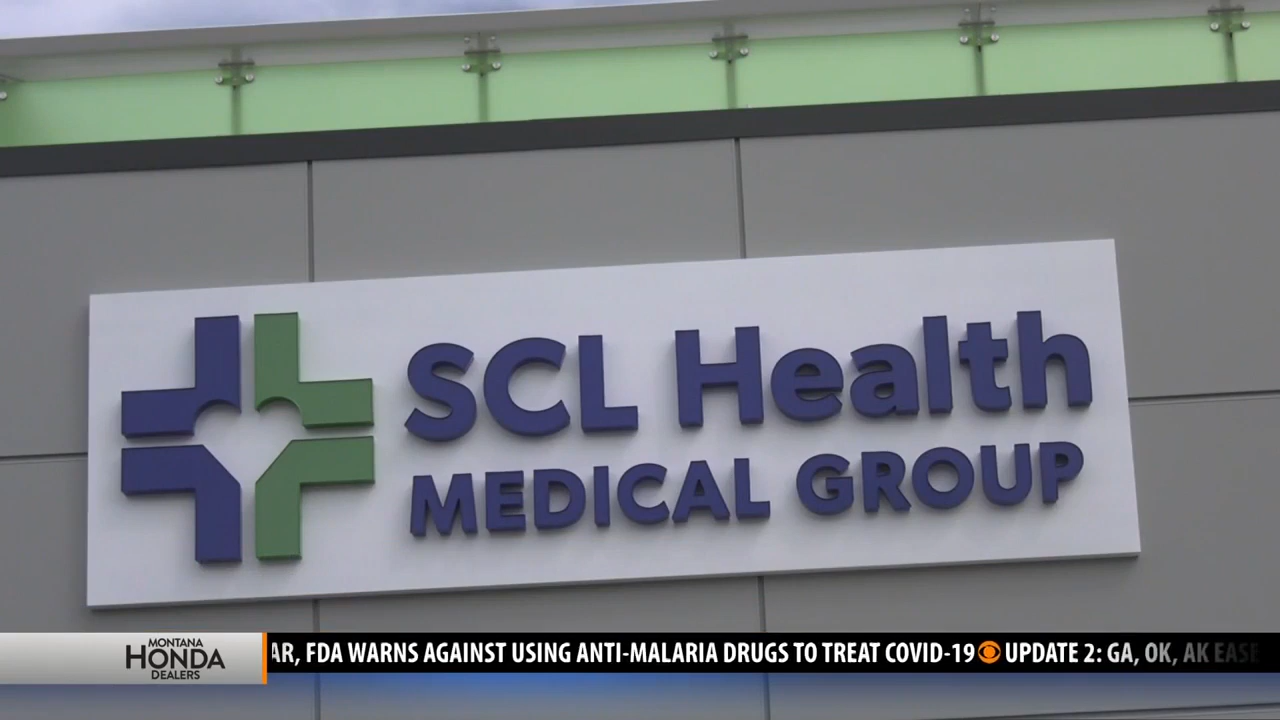 SCL Health
MEDICAL GROUP
MONTANA
HONDA
DEALERS
AR, FDA WARNS AGAINST USING ANTI-MALARIA DRUGS TO TREAT COVID-19 UPDATE 2: GA, OK, AK EASE